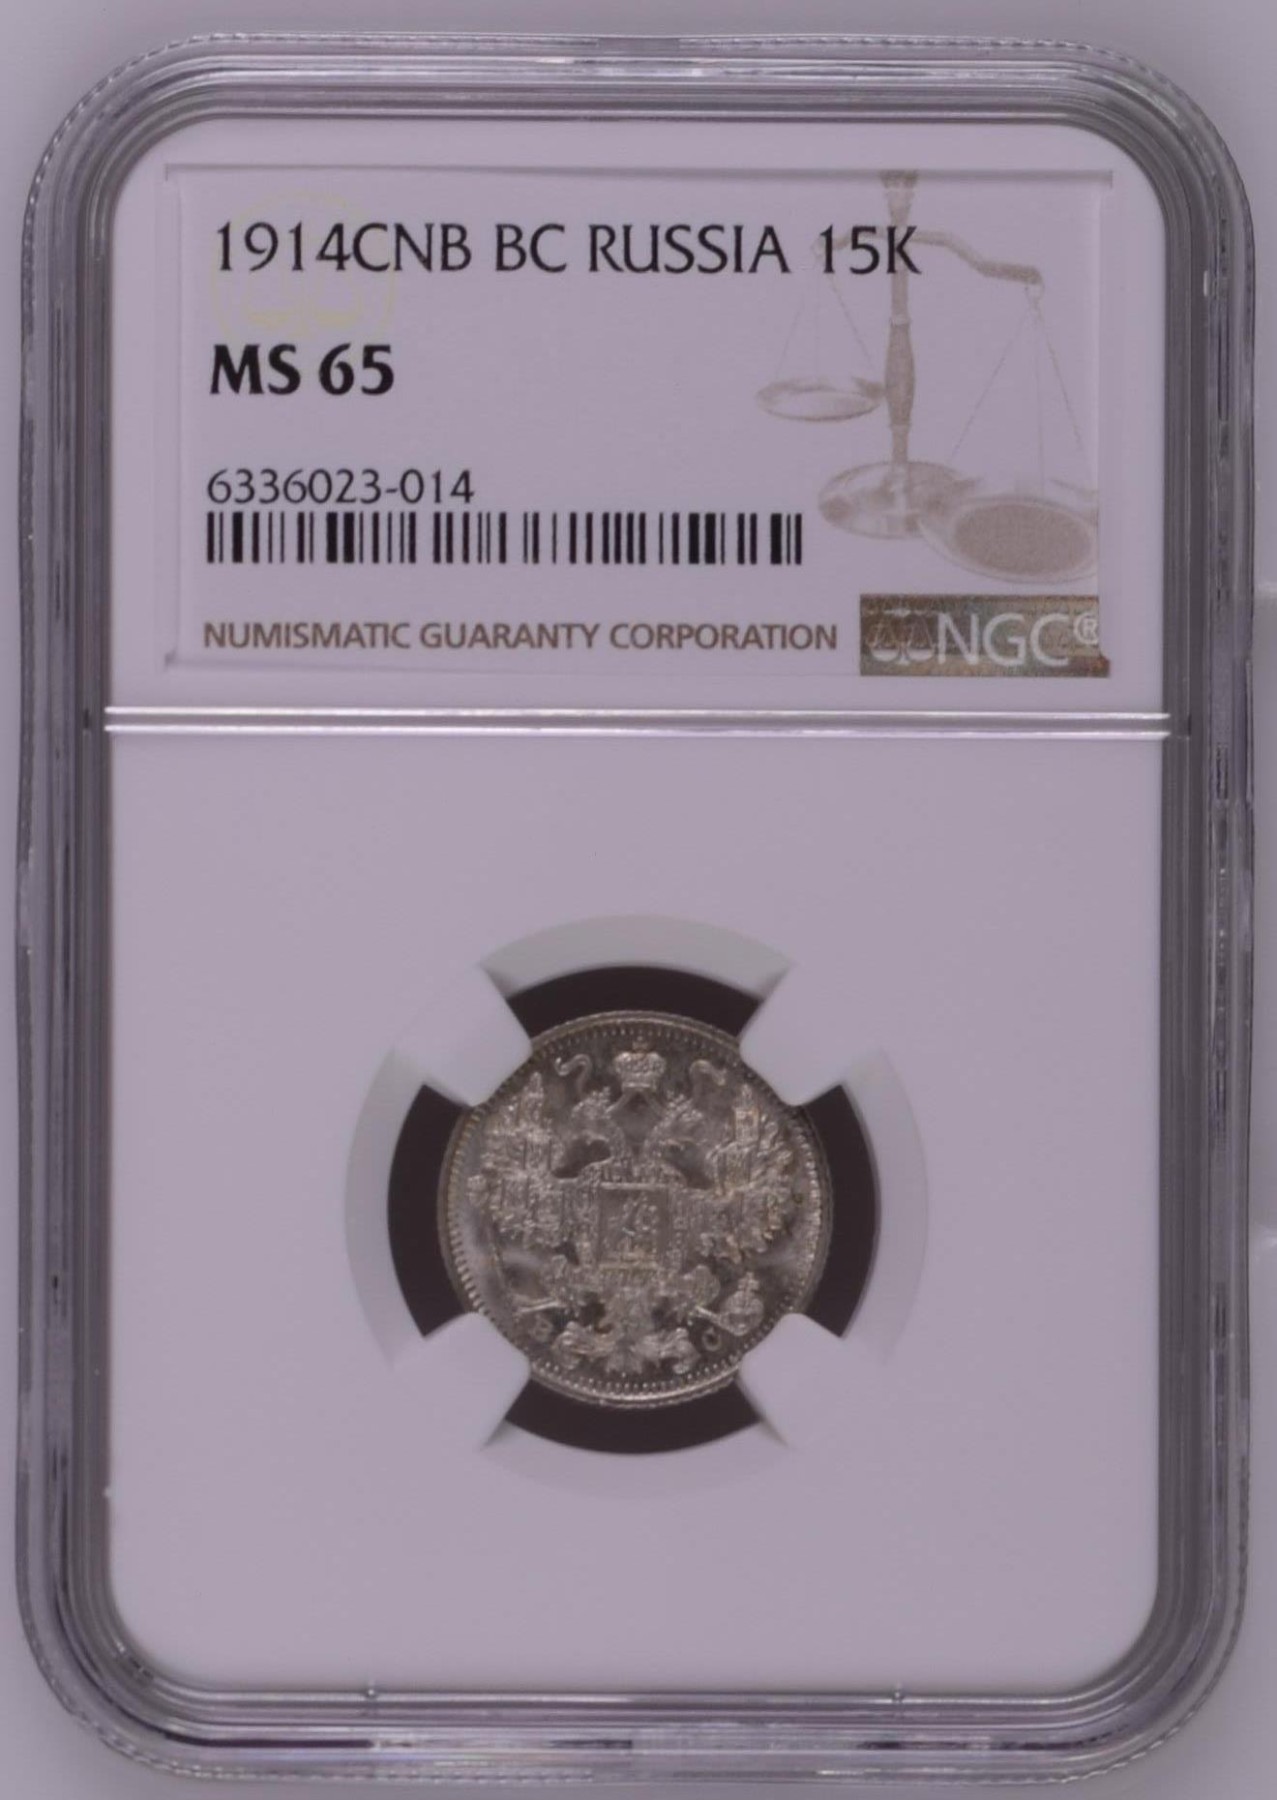 1914CNB BC RUSSIA 15K
MS 65
6336023-014
NUMISMATIC GUARANTY CORPORATION
NGC®
В С